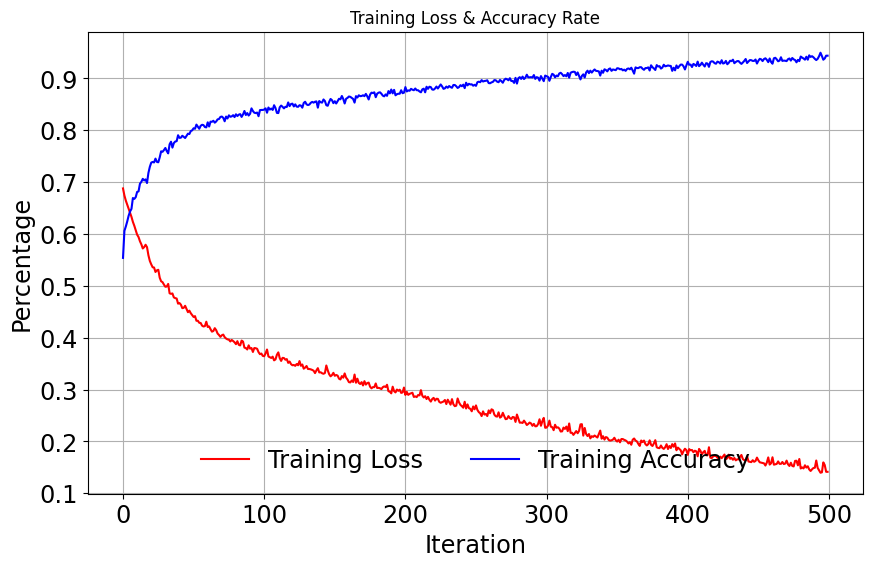 Training Loss & Accuracy Rate
0.9
0.8
0.7
0.6
0.5
0.4
0.3
0.2
0.1
Percentage
Training Loss Training Accuracy
0 100 200 300 400 500
Iteration